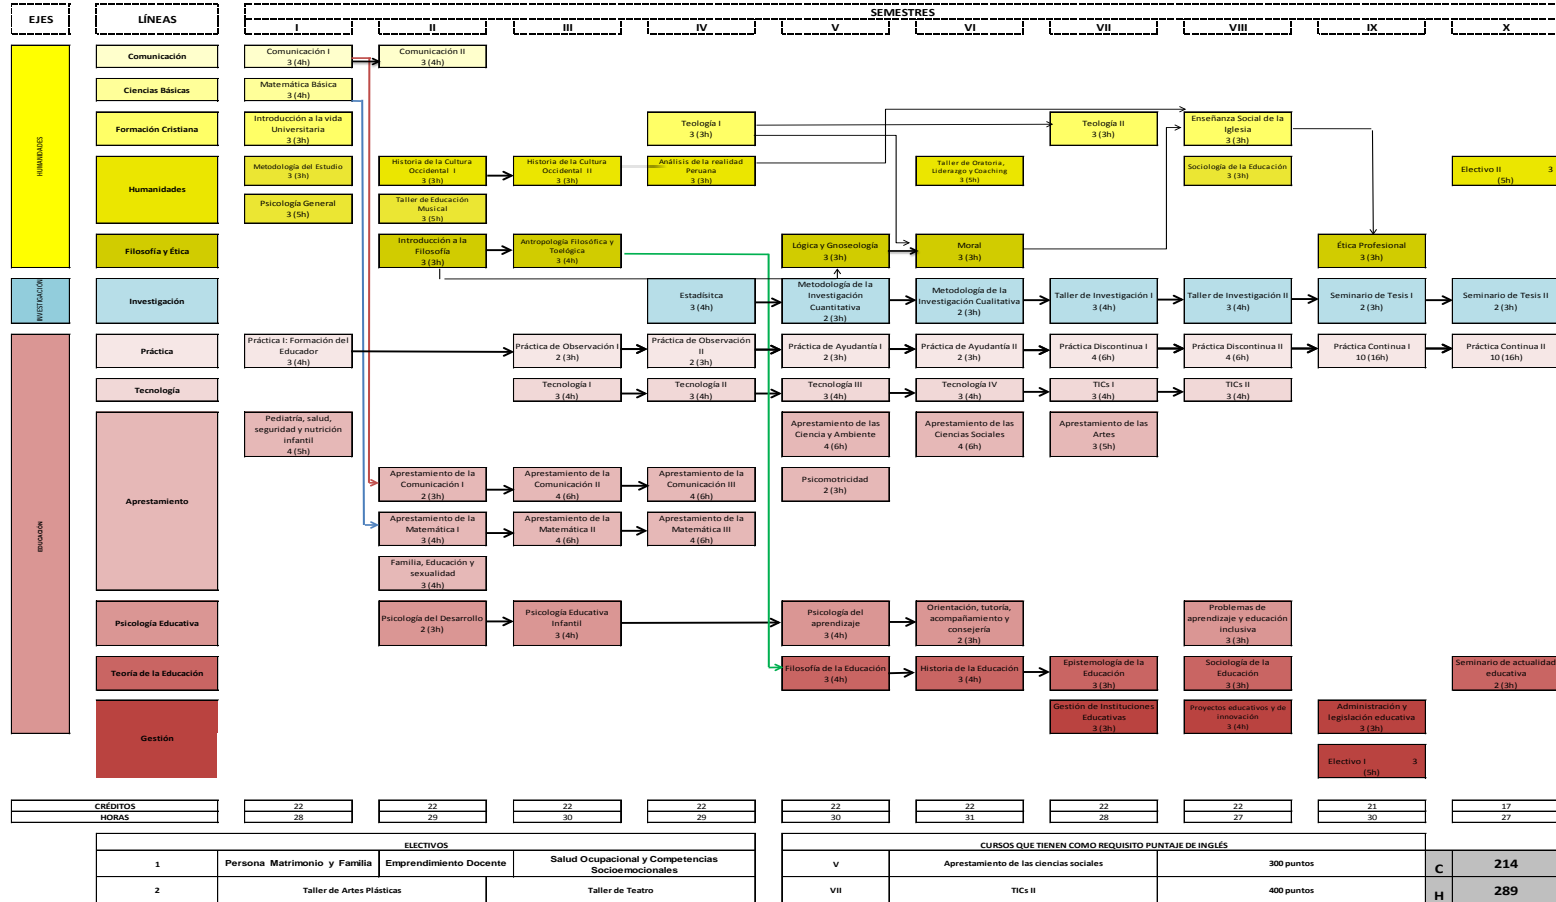 EJES
LÍNEAS
SEMESTRES
I
II
III
IV
V
VI
VII
VIII
IX
X
HUMANIDADES
Comunicación
Comunicación I
3 (4h)
Comunicación II
3 (4h)
Ciencias Básicas
Matemática Básica
3 (4h)
Formación Cristiana
Introducción a la vida
Universitaria
3 (3h)
Teología I
3 (3h)
Teología II
3 (3h)
Enseñanza Social de la
Iglesia
3 (3h)
Humanidades
Metodología del Estudio
3 (3h)
Historia de la Cultura
Occidental I
3 (3h)
Historia de la Cultura
Occidental II
3 (3h)
Análisis de la realidad
Peruana
3 (3h)
Taller de Oratoria,
Liderazgo y Coaching
3 (5h)
Sociología de la Educación
3 (3h)
Electivo II 3
(5h)
Psicología General
3 (5h)
Taller de Educación
Musical
3 (5h)
Filosofía y Ética
Introducción a la
Filosofía
3 (3h)
Antropología Filosófica y
Toelógica
3 (4h)
Lógica y Gnoseología
3 (3h)
Moral
3 (3h)
Ética Profesional
3 (3h)
INVESTIGACIÓN
Investigación
Estadísitca
3 (4h)
Metodología de la
Investigación
Cuantitativa
2 (3h)
Metodología de la
Investigación Cualitativa
2 (3h)
Taller de Investigación I
3 (4h)
Taller de Investigación II
3 (4h)
Seminario de Tesis I
2 (3h)
Seminario de Tesis II
2 (3h)
EDUCACIÓN
Práctica
Práctica I: Formación del
Educador
3 (4h)
Práctica de Observación I
2 (3h)
Práctica de Observación
II
2 (3h)
Práctica de Ayudantía I
2 (3h)
Práctica de Ayudantía II
2 (3h)
Práctica Discontinua I
4 (6h)
Práctica Discontinua II
4 (6h)
Práctica Continua I
10 (16h)
Práctica Continua II
10 (16h)
Tecnología
Tecnología I
3 (4h)
Tecnología II
3 (4h)
Tecnología III
3 (4h)
Tecnología IV
3 (4h)
TICs I
3 (4h)
TICs II
3 (4h)
Aprestamiento
Pediatría, salud,
seguridad y nutrición
infantil
4 (5h)
Aprestamiento de las
Ciencia y Ambiente
4 (6h)
Aprestamiento de las
Ciencias Sociales
4 (6h)
Aprestamiento de las
Artes
3 (5h)
Aprestamiento de la
Comunicación I
2 (3h)
Aprestamiento de la
Comunicación II
4 (6h)
Aprestamiento de la
Comunicación III
4 (6h)
Psicomotricidad
2 (3h)
Aprestamiento de la
Matemática I
3 (4h)
Aprestamiento de la
Matemática II
4 (6h)
Aprestamiento de la
Matemática III
4 (6h)
Familia, Educación y
sexualidad
3 (4h)
Psicología Educativa
Psicología del Desarrollo
2 (3h)
Psicología Educativa
Infantil
3 (4h)
Psicología del
aprendizaje
3 (4h)
Orientación, tutoría,
acompañamiento y
consejería
2 (3h)
Problemas de
aprendizaje y educación
inclusiva
3 (3h)
Teoría de la Educación
Filosofía de la Educación
3 (4h)
Historia de la Educación
3 (4h)
Epistemología de la
Educación
3 (3h)
Sociología de la
Educación
3 (3h)
Seminario de actualidad
educativa
2 (3h)
Gestión
Gestión de Instituciones
Educativas
3 (3h)
Proyectos educativos y de
innovación
3 (4h)
Administración y
legislación educativa
3 (3h)
Electivo I 3
(5h)
CRÉDITOS 22 22 22 22 22 22 22 22 21 17
HORAS 28 29 30 29 30 31 28 27 30 27
ELECTIVOS
1 Persona Matrimonio y Familia Emprendimiento Docente Salud Ocupacional y Competencias
Socioemocionales
2 Taller de Artes Plásticas Taller de Teatro
CURSOS QUE TIENEN COMO REQUISITO PUNTAJE DE INGLÉS
V Aprestamiento de las ciencias sociales 300 puntos
VII TICs II 400 puntos
C 214
H 289